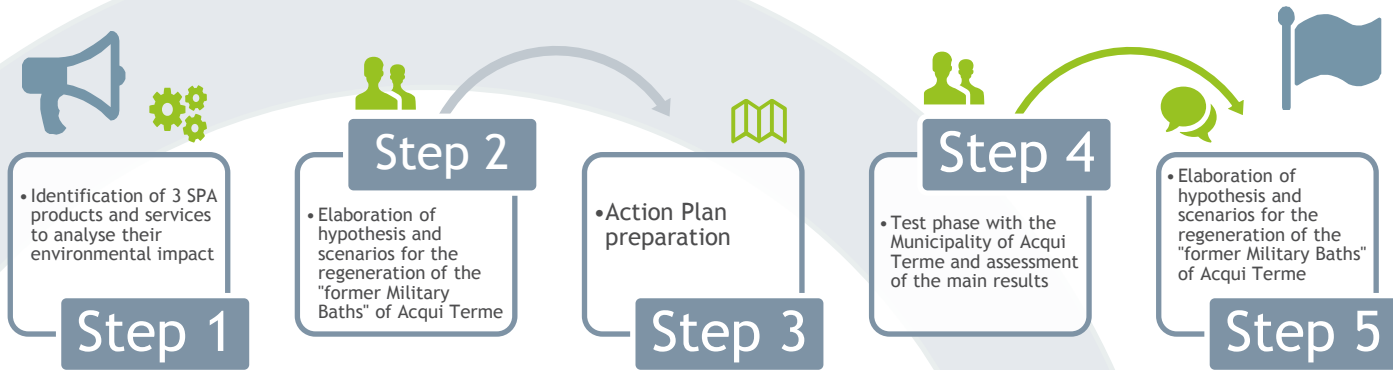 • Identification of 3 SPA
products and services
to analyse their
environmental impact
Step 1
Step 2
• Elaboration of
hypothesis and
scenarios for the
regeneration of the
"former Military
Baths" of Acqui Terme
• Action Plan
preparation
Step 3
Step 4
• Test phase with the
Municipality of Acqui
Terme and assessment
of the main results
• Elaboration of
hypothesis and
scenarios for the
regeneration of the
"former Military Baths"
of Acqui Terme
Step 5